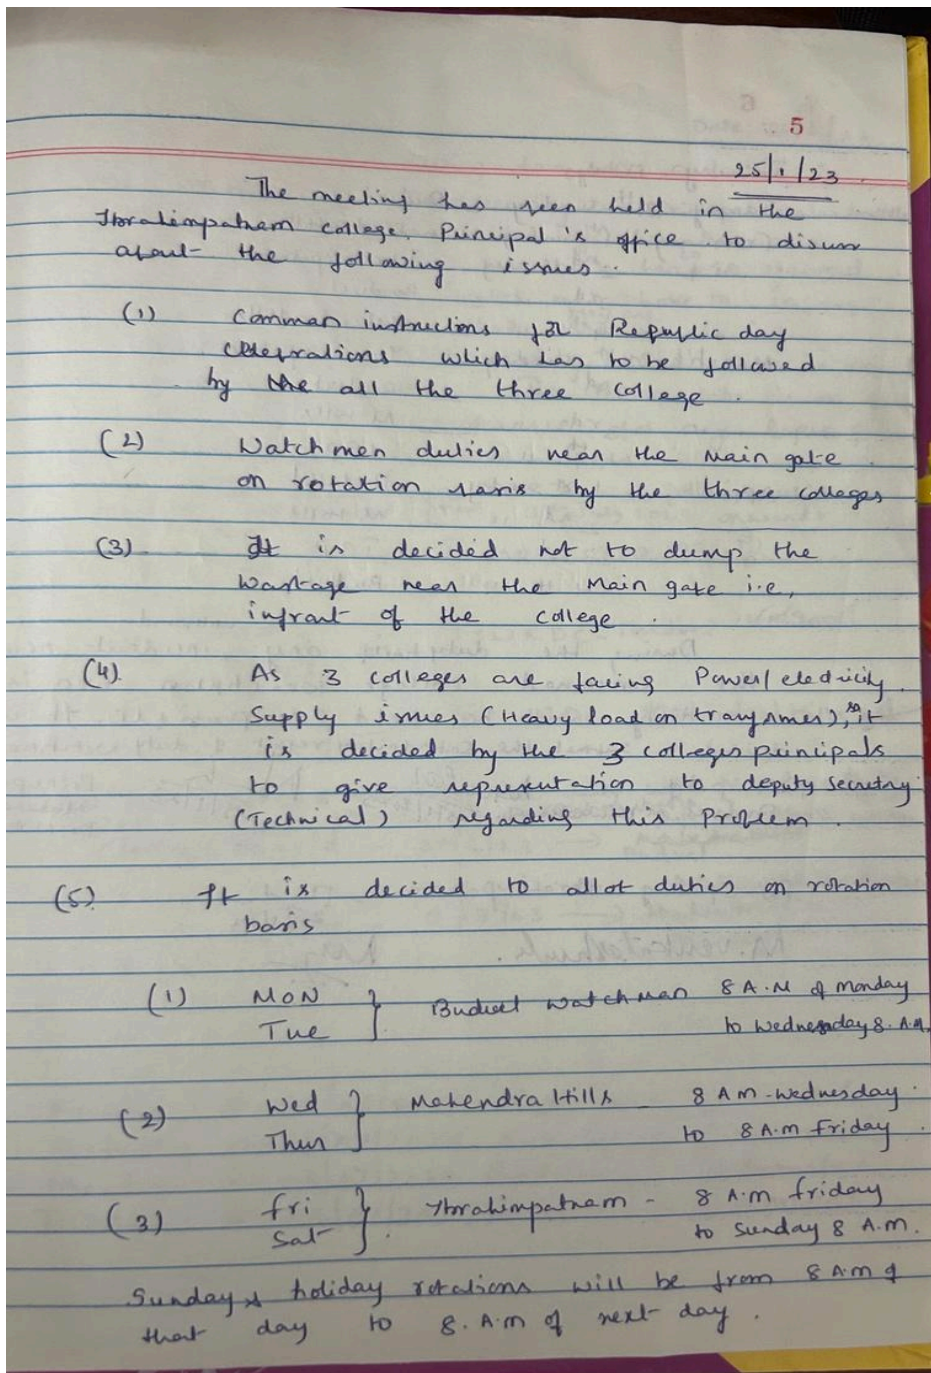 5
25/1/23
The meeting has been held in the
Ibrahimpatnam college, Principal's office to discuss
about the following issues.
(1) Common instructions for Republic day
celebrations which has to be followed
by the all the three college.
(2) Watchmen duties near the Main gate
on rotation basis by the three colleges
(3) It is decided not to dump the
Wastage near the Main gate i.e,
infront of the college.
(4) As 3 colleges are facing Power/electricity
Supply issues (Heavy load on transfrmer), so it
is decided by the 3 colleges principals
to give representation to deputy Secretary
(Technical) regarding this Problem.
(5) It is decided to allot duties on rotation
basis
(1) MON } watchman 8 A.M of Monday
Tue to Wednesday 8. A.M.
(2) Wed } Mahendra Hills - 8 AM - Wednesday
Thur to 8 A.M Friday.
(3) Fri } Ibrahimpatnam - 8 A.M friday
Sat to Sunday 8 A.M.
Sunday & holiday rotations will be from 8 A.M of
that day to 8. A.M of next day.